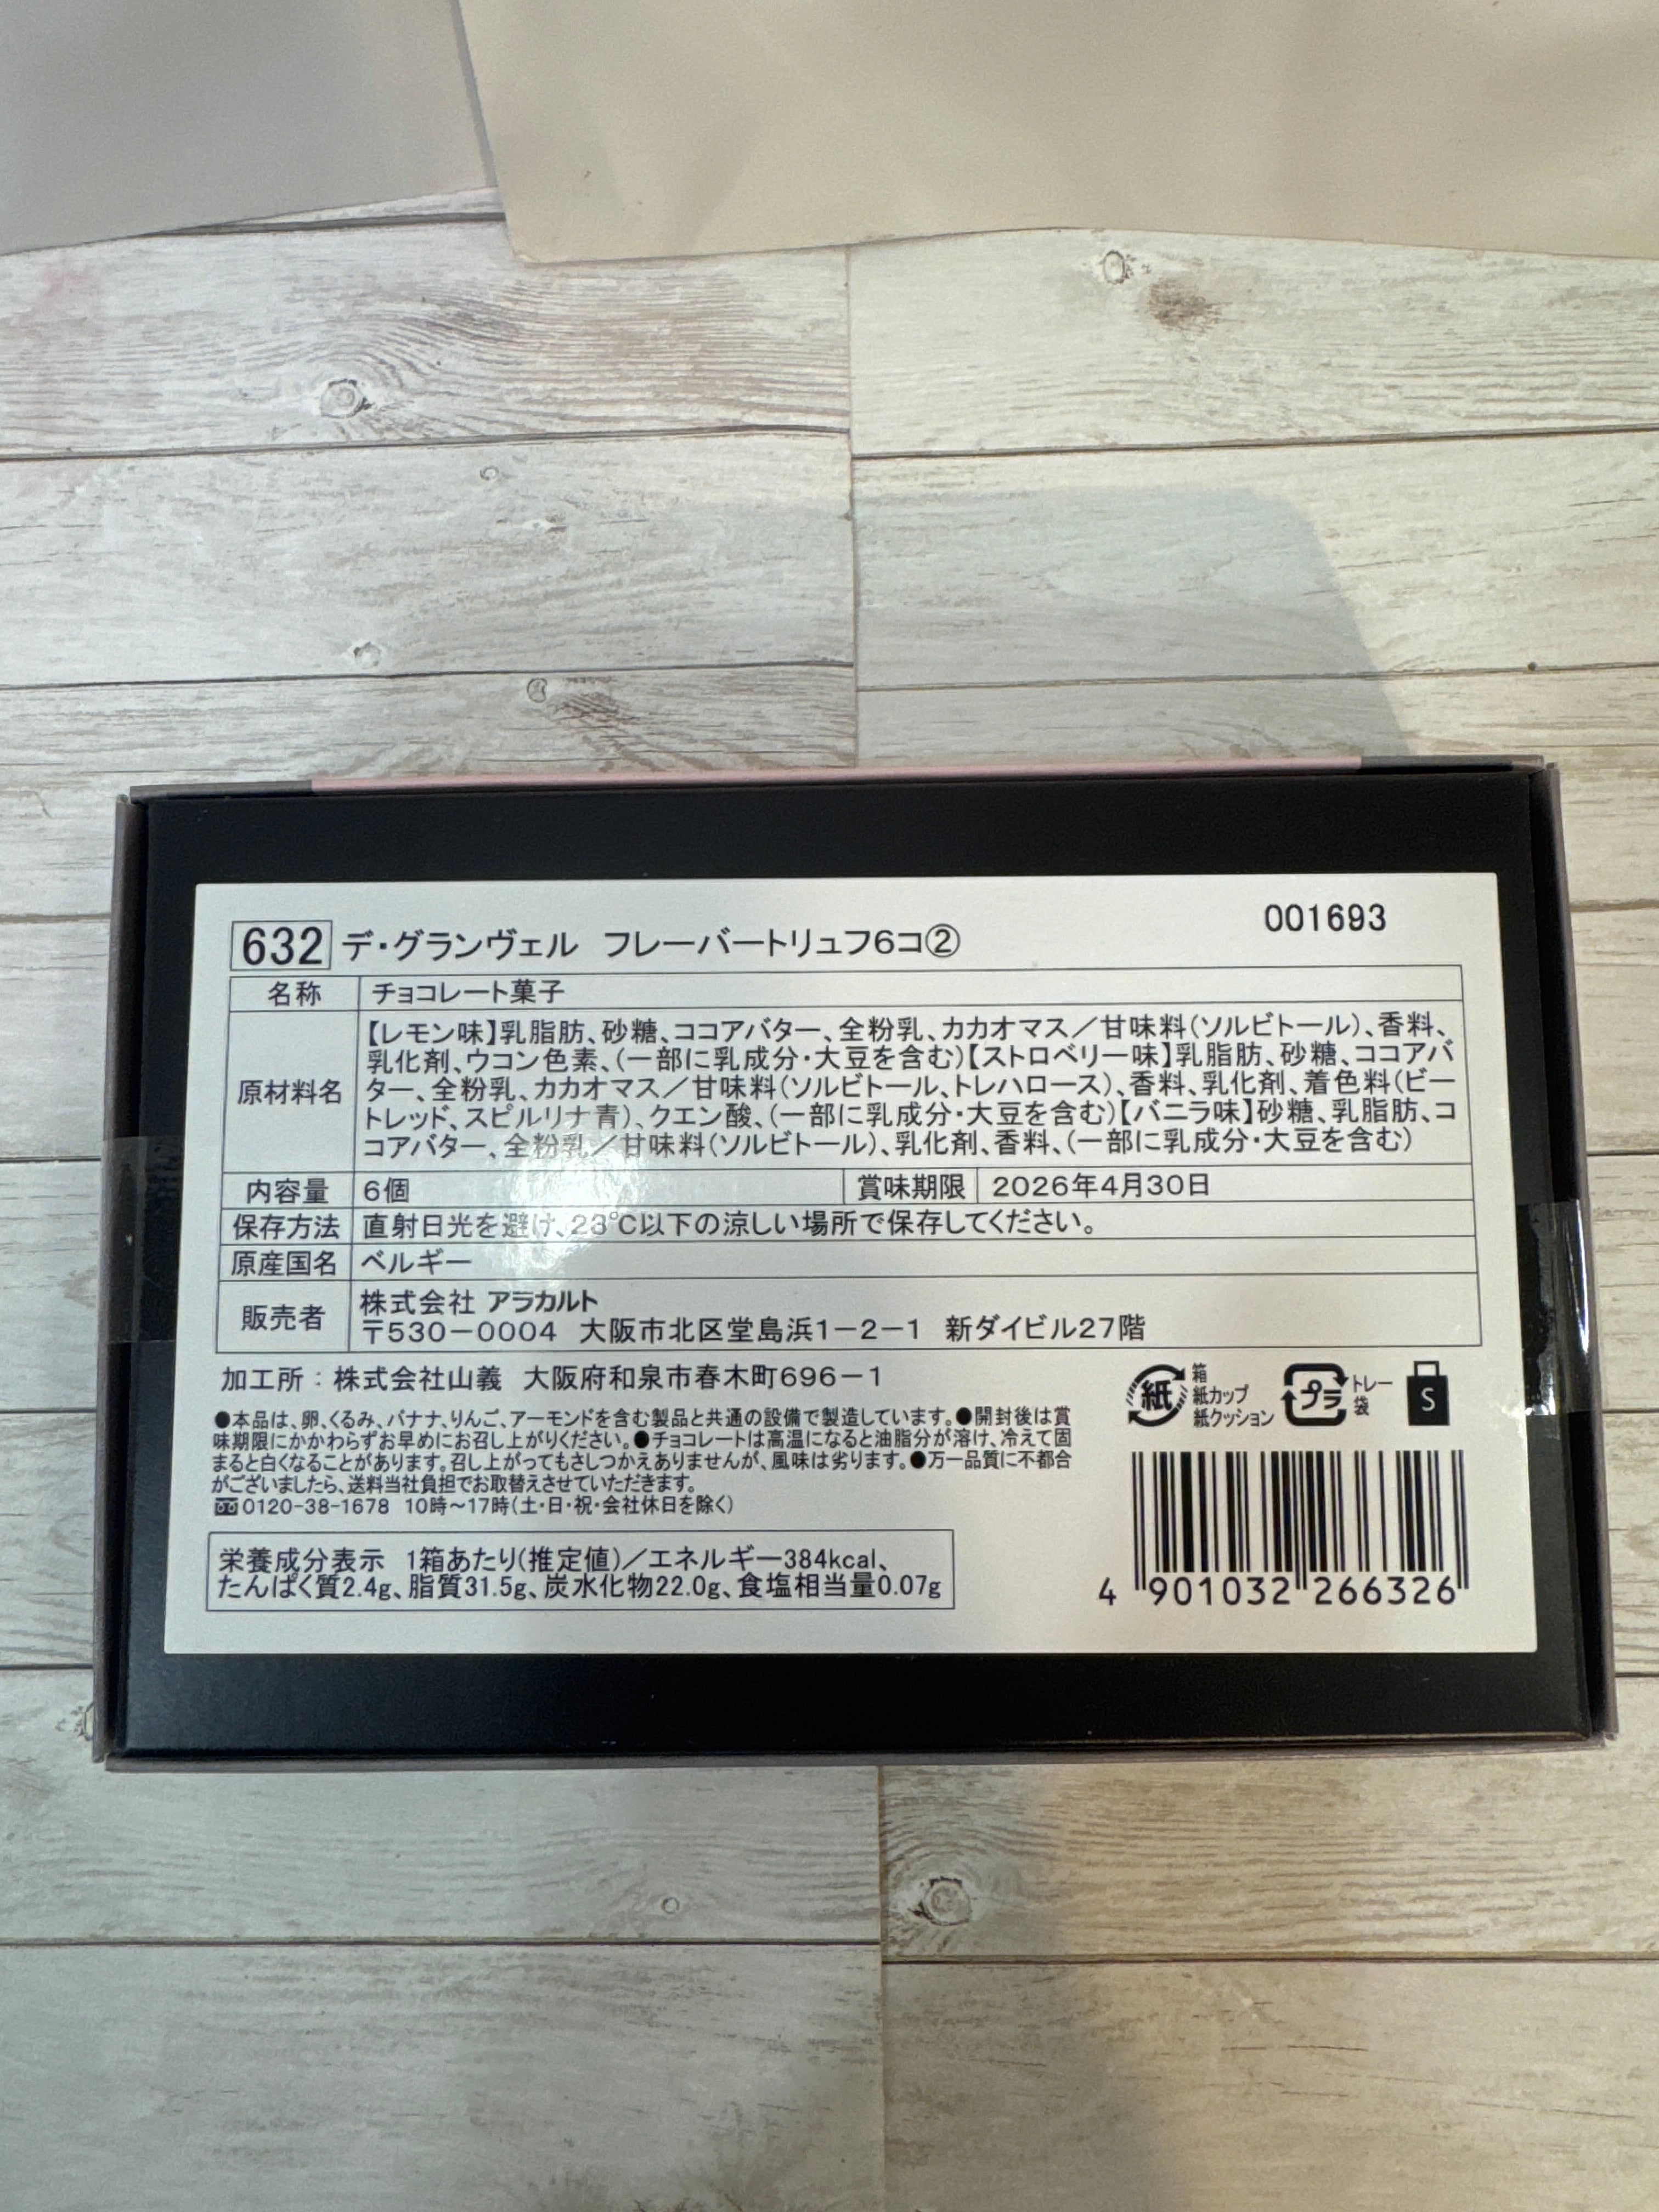 001693
632 デ・グランヴェル フレーバートリュフ6コ②
名称 チョコレート菓子
原材料名
【レモン味】乳脂肪、砂糖、ココアバター、全粉乳、カカオマス／甘味料(ソルビトール)、香料、
乳化剤、ウコン色素、(一部に乳成分・大豆を含む)【ストロベリー味】乳脂肪、砂糖、ココアバ
ター、全粉乳、カカオマス／甘味料(ソルビトール、トレハロース)、香料、乳化剤、着色料(ビー
トレッド、スピルリナ青)、クエン酸、(一部に乳成分・大豆を含む)【バニラ味】砂糖、乳脂肪、コ
コアバター、全粉乳／甘味料(ソルビトール)、乳化剤、香料、(一部に乳成分・大豆を含む)
内容量 6個 賞味期限 2026年4月30日
保存方法 直射日光を避け、23℃以下の涼しい場所で保存してください。
原産国名 ベルギー
販売者 株式会社 アラカルト
〒530－0004 大阪市北区堂島浜1－2－1 新ダイビル27階
加工所：株式会社山義 大阪府和泉市春木町696－1
●本品は、卵、くるみ、バナナ、りんご、アーモンドを含む製品と共通の設備で製造しています。●開封後は賞
味期限にかかわらずお早めにお召し上がりください。●チョコレートは高温になると油脂分が溶け、冷えて固
まると白くなることがあります。召し上がってもさしつかえありませんが、風味は劣ります。●万一品質に不都合
がございましたら、送料当社負担でお取替えさせていただきます。
0120-38-1678 10時～17時(土・日・祝・会社休日を除く)
紙 箱
紙カップ
紙クッション
プラ トレー
袋
S
栄養成分表示 1箱あたり(推定値)／エネルギー384kcal、
たんぱく質2.4g、脂質31.5g、炭水化物22.0g、食塩相当量0.07g
4 901032 266326